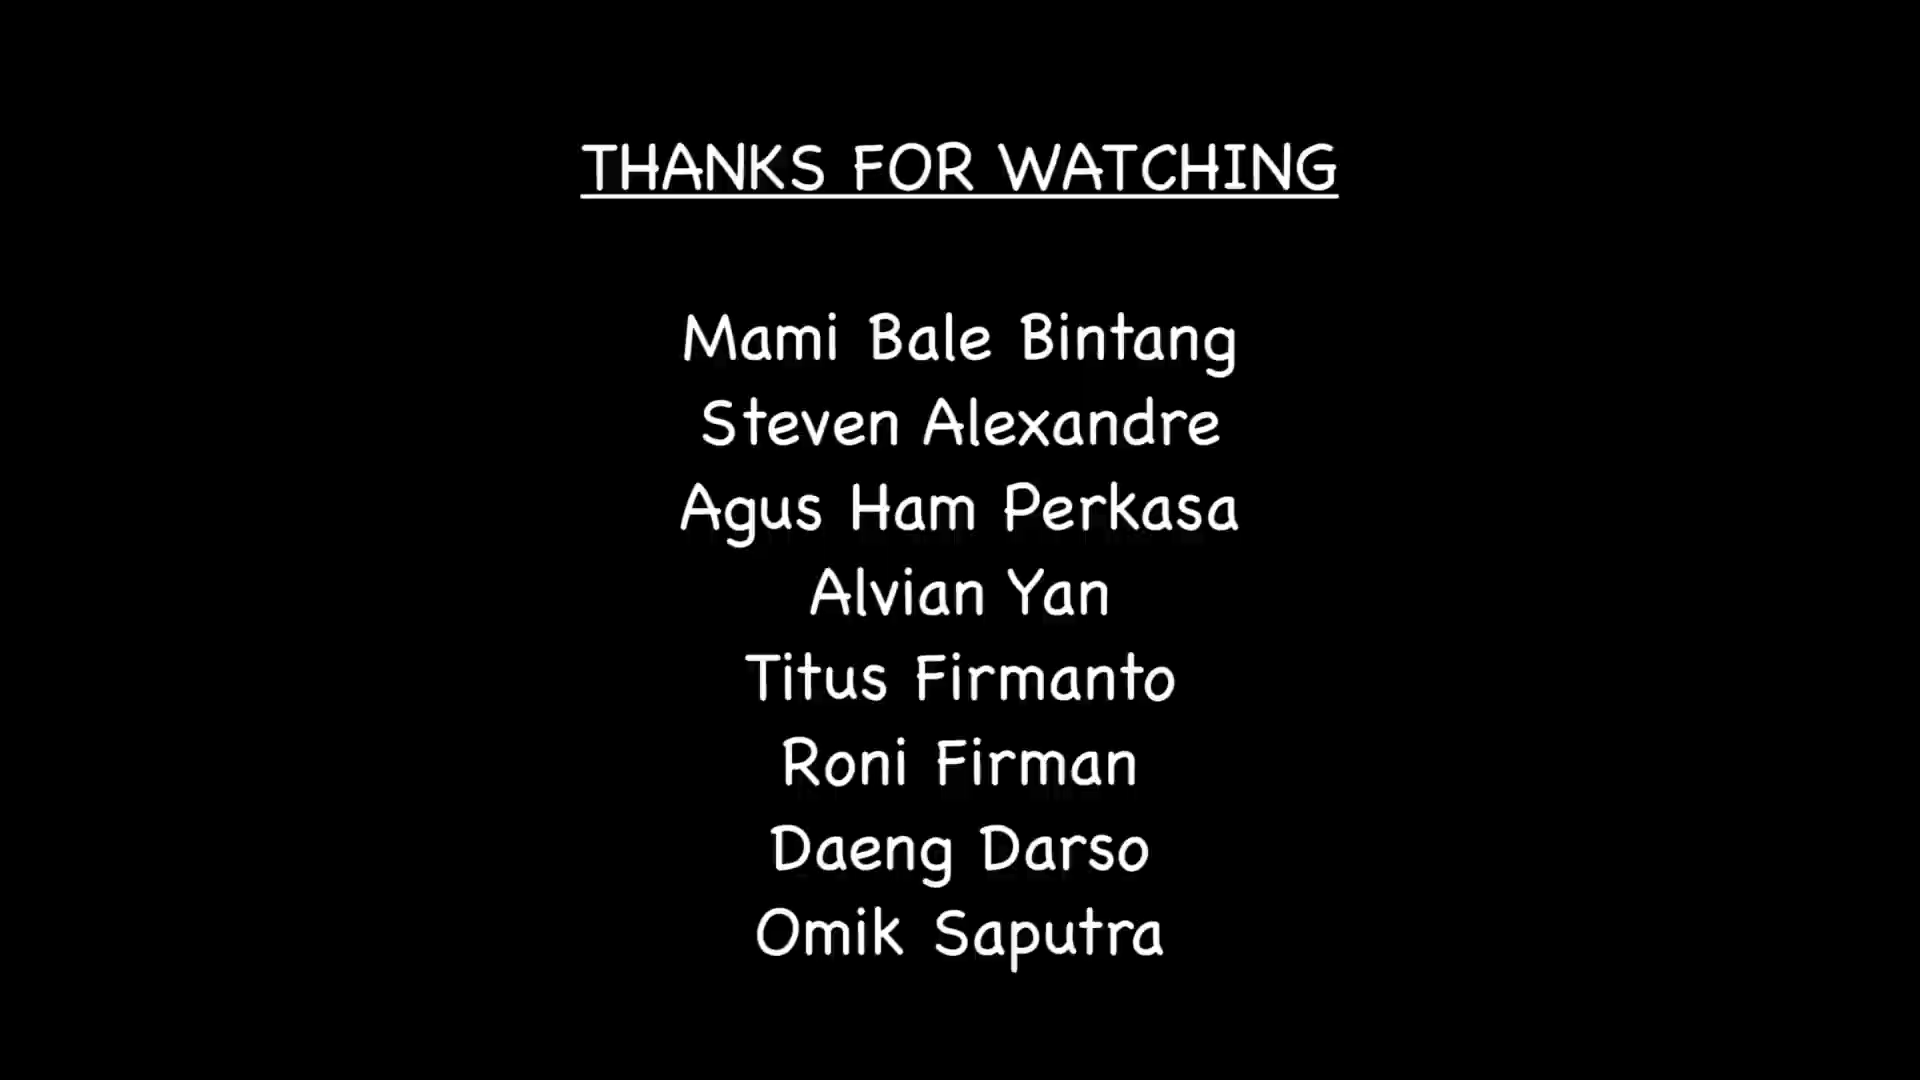 THANKS FOR WATCHING
Mami Bale Bintang
Steven Alexandre
Agus Ham Perkasa
Alvian Yan
Titus Firmanto
Roni Firman
Daeng Darso
Omik Saputra